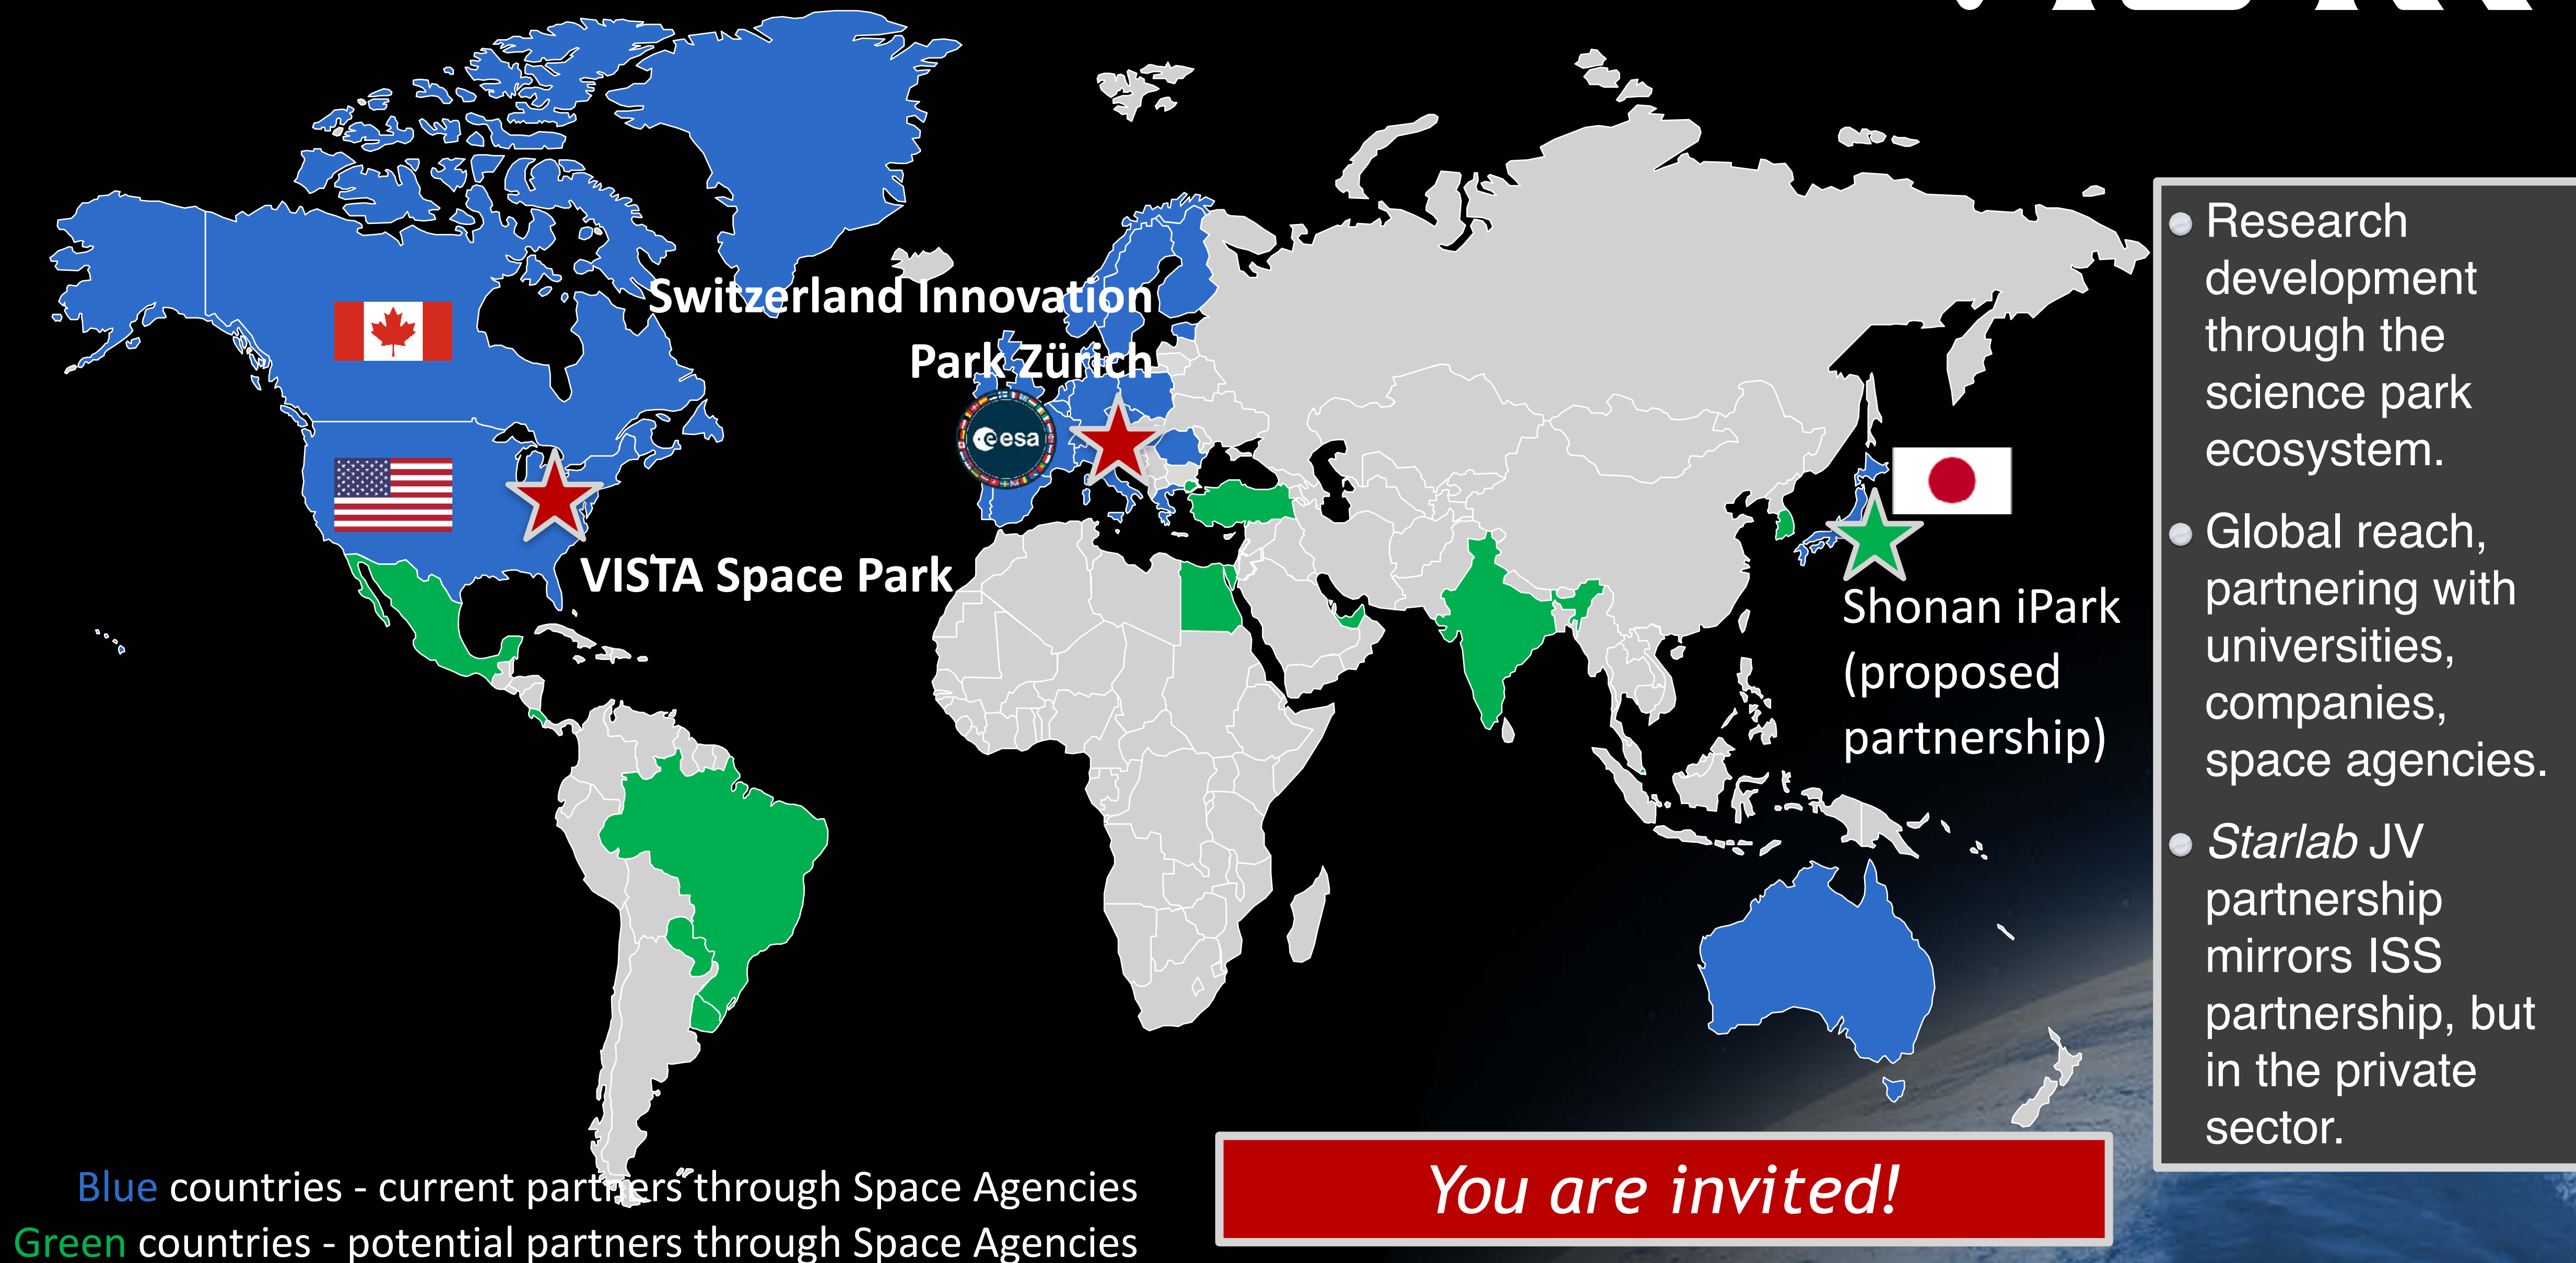 Switzerland Innovation
Park Zürich
esa
VISTA Space Park
Shonan iPark
(proposed
partnership)
Research
development
through the
science park
ecosystem.
Global reach,
partnering with
universities,
companies,
space agencies.
Starlab JV
partnership
mirrors ISS
partnership, but
in the private
sector.
You are invited!
Blue countries - current partners through Space Agencies
Green countries - potential partners through Space Agencies